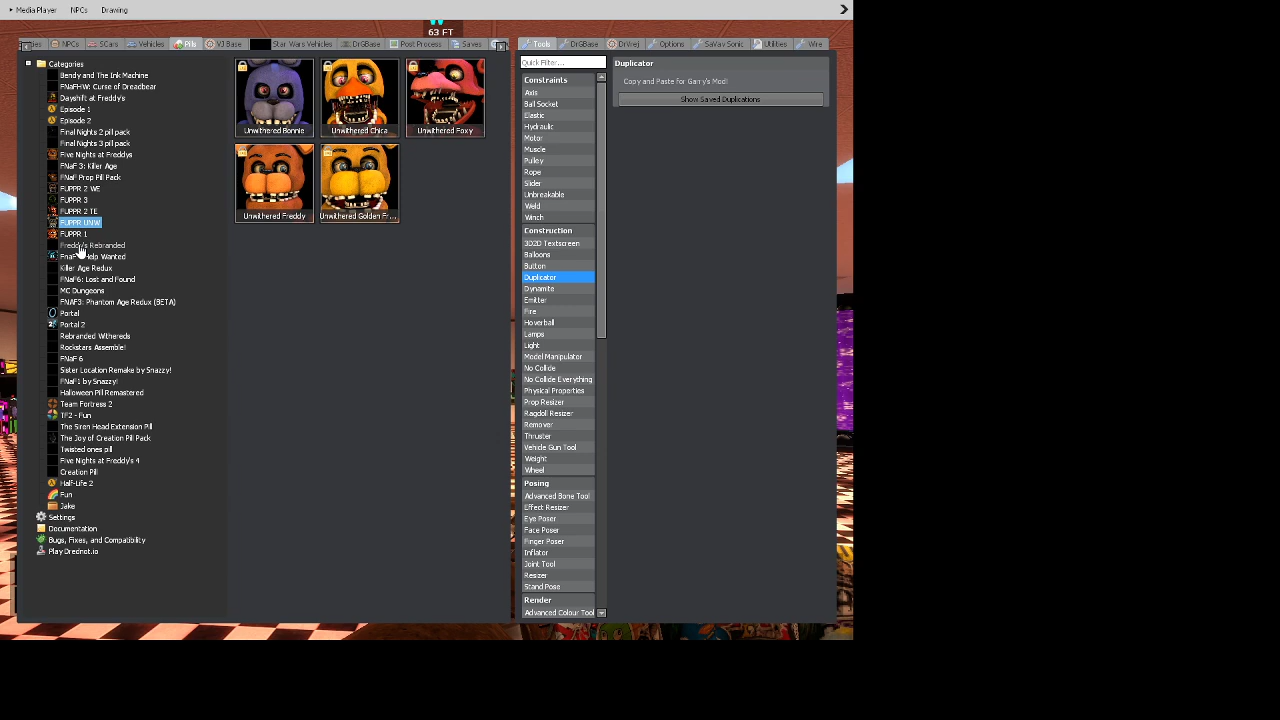 Media Player NPCs Drawing
63 FT
NPCs SCars Vehicles Pills VJ Base Star Wars Vehicles DrGBase Post Process Saves
Categories
Bendy and The Ink Machine
FNaFHW: Curse of Dreadbear
Dayshift at Freddy's
Episode 1
Episode 2
Final Nights 2 pill pack
Final Nights 3 pill pack
Five Nights at Freddys
FNaF 3: Killer Age
FNaF Prop Pill Pack
FUPPR 2 WE
FUPPR 3
FUPPR 2 TE
FUPPR UNW
FUPPR 1
Freddy's Rebranded
Help Wanted
Killer Age Redux
FNaF6: Lost and Found
MC Dungeons
FNAF3: Phantom Age Redux (BETA)
Portal
Portal 2
Rebranded Withereds
Rockstars Assemble!
FNaF 6
Sister Location Remake by Snazzy!
FNaF1 by Snazzy!
Halloween Pill Remastered
Team Fortress 2
TF2 - Fun
The Siren Head Extension Pill
The Joy of Creation Pill Pack
Twisted ones pill
Five Nights at Freddy's 4
Creation Pill
Half-Life 2
Fun
Jake
Settings
Documentation
Bugs, Fixes, and Compatibility
Play Drednot.io
Unwithered Bonnie Unwithered Chica Unwithered Foxy
Unwithered Freddy Unwithered Golden Fr...
Tools DrGBase DrVrej Options SaVav Sonic Utilities Wire
Quick Filter...
Constraints
Axis
Ball Socket
Elastic
Hydraulic
Motor
Muscle
Pulley
Rope
Slider
Unbreakable
Weld
Winch
Construction
3D2D Textscreen
Balloons
Button
Duplicator
Dynamite
Emitter
Fire
Hoverball
Lamps
Light
Model Manipulator
No Collide
No Collide Everything
Physical Properties
Prop Resizer
Ragdoll Resizer
Remover
Thruster
Vehicle Gun Tool
Weight
Wheel
Posing
Advanced Bone Tool
Effect Resizer
Eye Poser
Face Poser
Finger Poser
Inflator
Joint Tool
Resizer
Stand Pose
Render
Advanced Colour Tool
Duplicator
Copy and Paste for Garry's Mod!
Show Saved Duplications